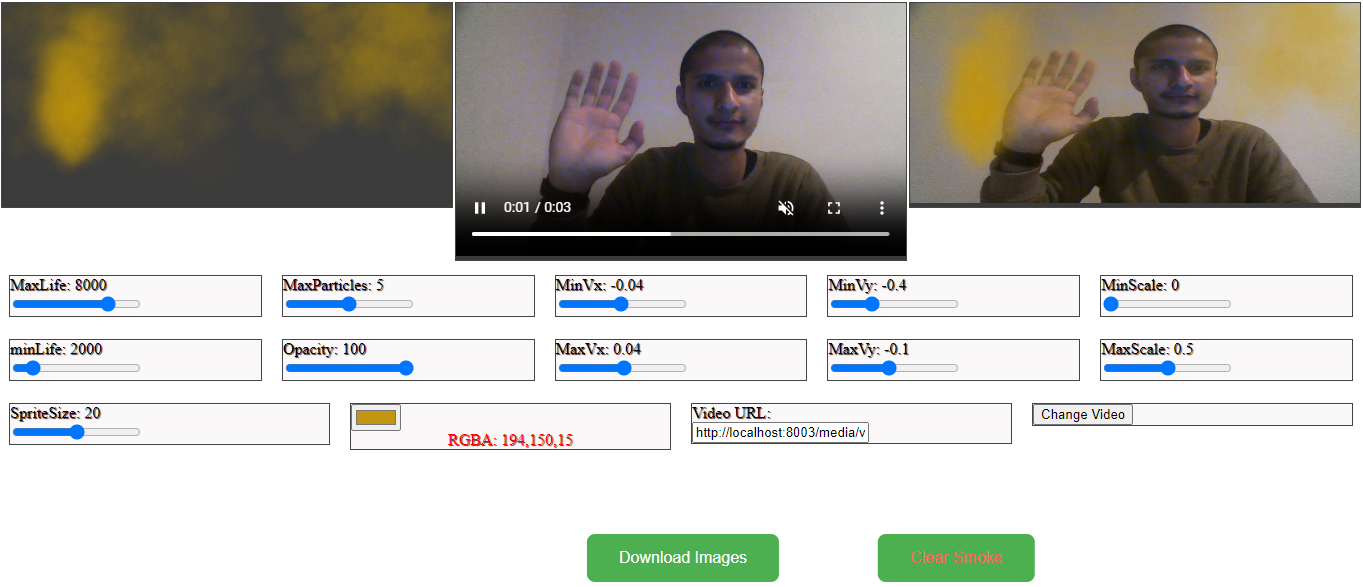 0:01 / 0:03
MaxLife: 8000
MaxParticles: 5
MinVx: -0.04
MinVy: -0.4
MinScale: 0
minLife: 2000
Opacity: 100
MaxVx: 0.04
MaxVy: -0.1
MaxScale: 0.5
SpriteSize: 20
RGBA: 194,150,15
Video URL:
http://localhost:8003/media/v
Change Video
Download Images
Clear Smoke